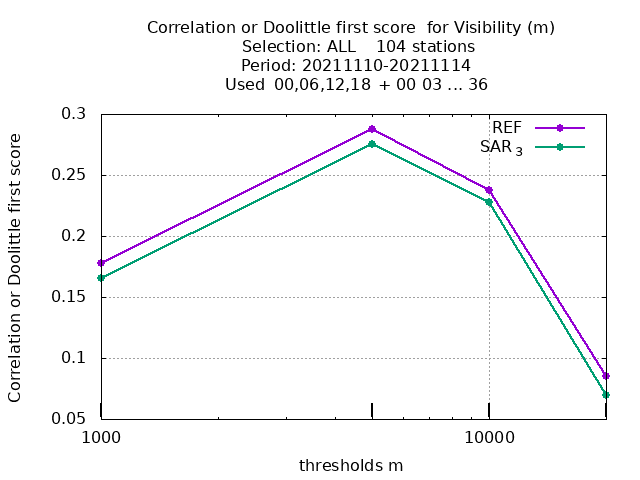 Correlation or Doolittle first score  for Visibility (m)
Selection: ALL    104 stations
Period: 20211110-20211114
Used  00,06,12,18  + 00 03 ... 36
Correlation or Doolittle first score
0.3
0.25
0.2
0.15
0.1
0.05
REF
SAR 3
1000
10000
thresholds m